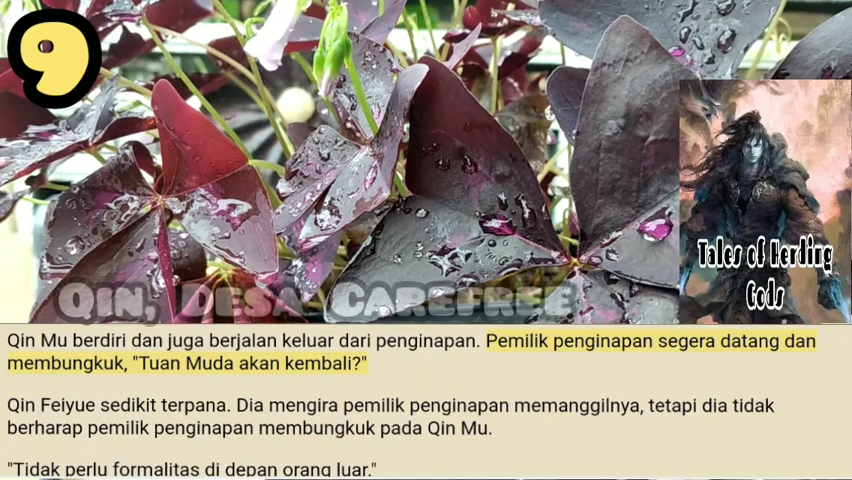 9
Tales of Herding
Gods
Qin, Desa Carefree
Qin Mu berdiri dan juga berjalan keluar dari penginapan. Pemilik penginapan segera datang dan
membungkuk, "Tuan Muda akan kembali?"
Qin Feiyue sedikit terpana. Dia mengira pemilik penginapan memanggilnya, tetapi dia tidak
berharap pemilik penginapan membungkuk pada Qin Mu.
"Tidak perlu formalitas di depan orang luar."